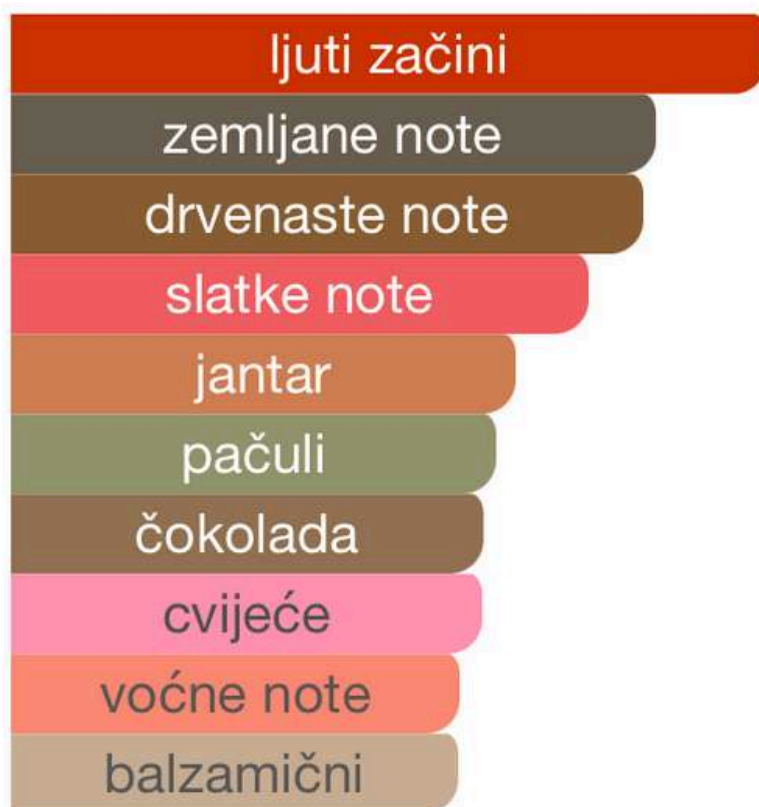 ljuti začini
zemljane note
drvenaste note
slatke note
jantar
pačuli
čokolada
cvijeće
voćne note
balzamični